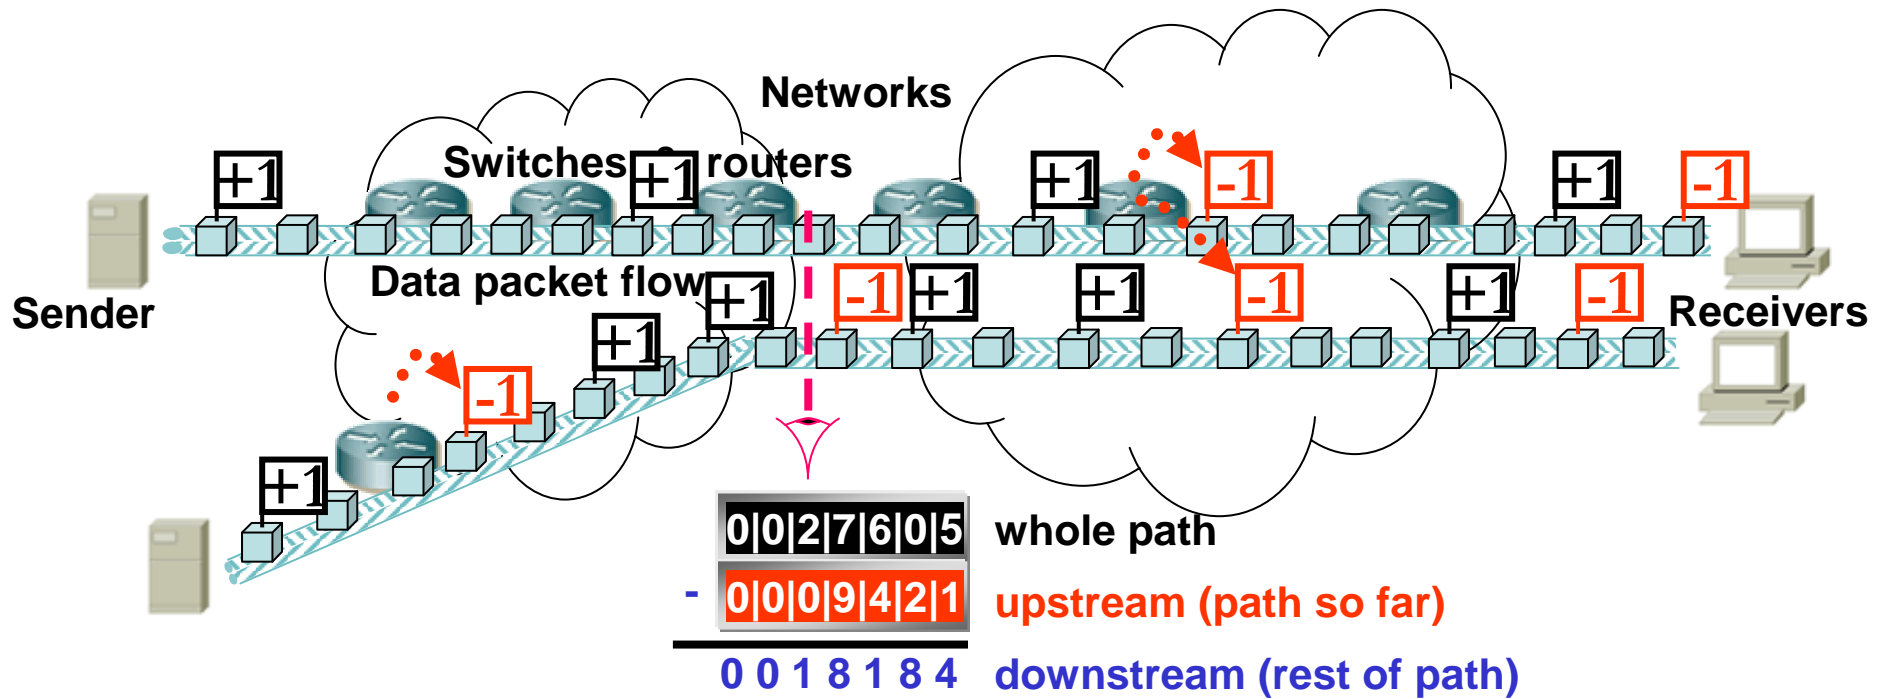 Networks
Switches & routers
+1 +1 +1 -1 +1 -1
Data packet flow
Sender
+1 -1 +1 +1 -1 +1 -1
Receivers
+1
-1
+1
0|0|2|7|6|0|5 whole path
- 0|0|0|9|4|2|1 upstream (path so far)
0 0 1 8 1 8 4 downstream (rest of path)